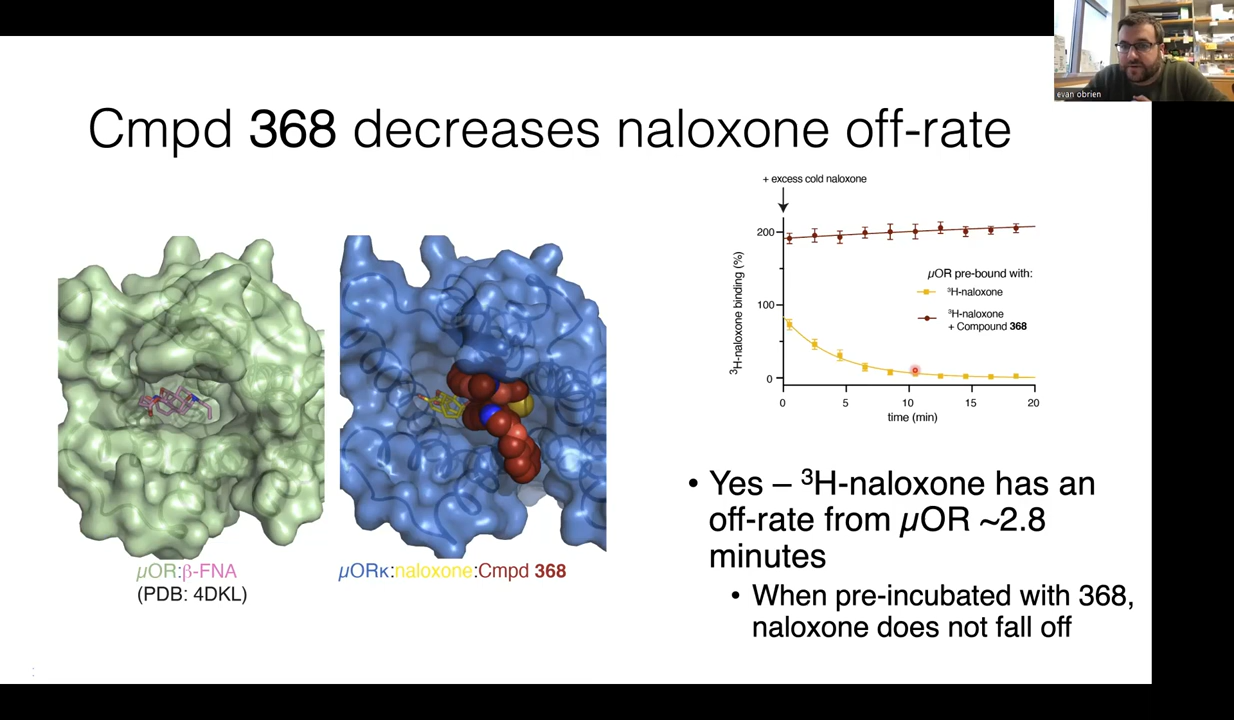 evan obrien
Cmpd 368 decreases naloxone off-rate
+ excess cold naloxone
³H-naloxone binding (%)
200
100
0
0 5 10 15 20
time (min)
µOR pre-bound with:
³H-naloxone
³H-naloxone
+ Compound 368
µOR:β-FNA
(PDB: 4DKL)
µORκ:naloxone:Cmpd 368
• Yes – ³H-naloxone has an
off-rate from µOR ~2.8
minutes
• When pre-incubated with 368,
naloxone does not fall off